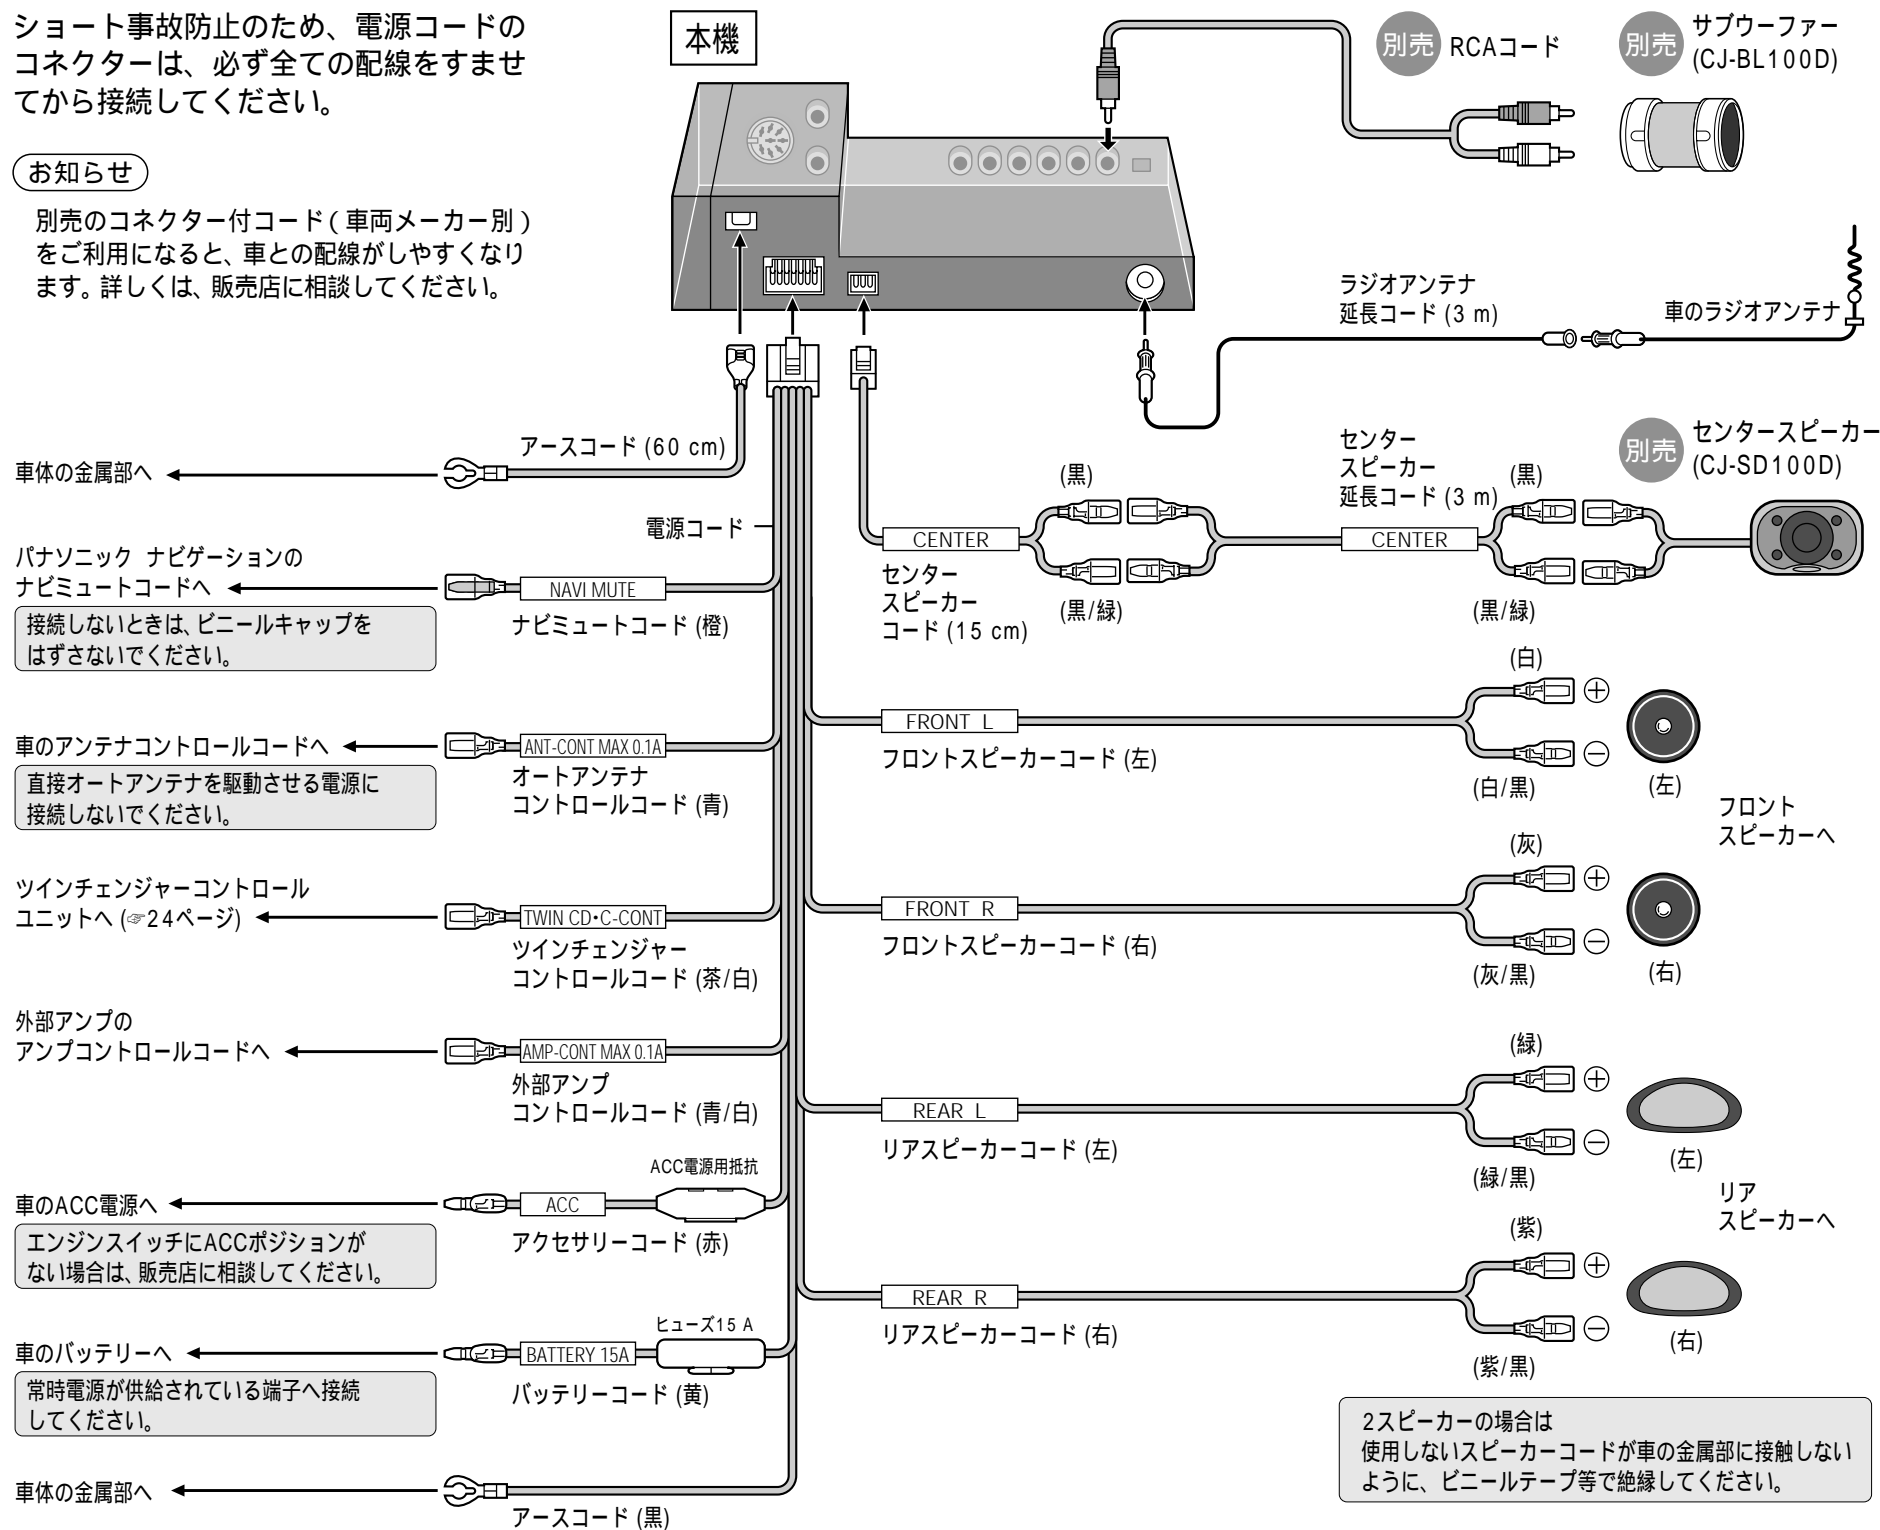 ショート事故防止のため、電源コードの
コネクターは、必ず全ての配線をすませ
てから接続してください。
お知らせ
別売のコネクター付コード(車両メーカー別)
をご利用になると、車との配線がしやすくなり
ます。詳しくは、販売店に相談してください。
本機
別売
RCAコード
別売
サブウーファー
(CJ-BL100D)
ラジオアンテナ
延長コード (3 m)
車のラジオアンテナ
アースコード (60 cm)
車体の金属部へ
電源コード
パナソニック ナビゲーションの
ナビミュートコードへ
NAVI MUTE
ナビミュートコード (橙)
接続しないときは、ビニールキャップを
はずさないでください。
車のアンテナコントロールコードへ
ANT-CONT MAX 0.1A
オートアンテナ
コントロールコード (青)
直接オートアンテナを駆動させる電源に
接続しないでください。
ツインチェンジャーコントロール
ユニットへ (☞24ページ)
TWIN CD•C-CONT
ツインチェンジャー
コントロールコード (茶/白)
外部アンプの
アンプコントロールコードへ
AMP-CONT MAX 0.1A
外部アンプ
コントロールコード (青/白)
ACC電源用抵抗
車のACC電源へ
ACC
アクセサリーコード (赤)
エンジンスイッチにACCポジションが
ない場合は、販売店に相談してください。
ヒューズ15 A
車のバッテリーへ
BATTERY 15A
バッテリーコード (黄)
常時電源が供給されている端子へ接続
してください。
車体の金属部へ
アースコード (黒)
CENTER
センター
スピーカー
コード (15 cm)
(黒)
(黒/緑)
センター
スピーカー
延長コード (3 m)
CENTER
(黒)
(黒/緑)
別売
センタースピーカー
(CJ-SD100D)
FRONT L
フロントスピーカーコード (左)
(白)
⊕
⊖
(白/黒)
(左)
フロント
スピーカーへ
FRONT R
フロントスピーカーコード (右)
(灰)
⊕
⊖
(灰/黒)
(右)
REAR L
リアスピーカーコード (左)
(緑)
⊕
⊖
(緑/黒)
(左)
リア
スピーカーへ
REAR R
リアスピーカーコード (右)
(紫)
⊕
⊖
(紫/黒)
(右)
2スピーカーの場合は
使用しないスピーカーコードが車の金属部に接触しない
ように、ビニールテープ等で絶縁してください。